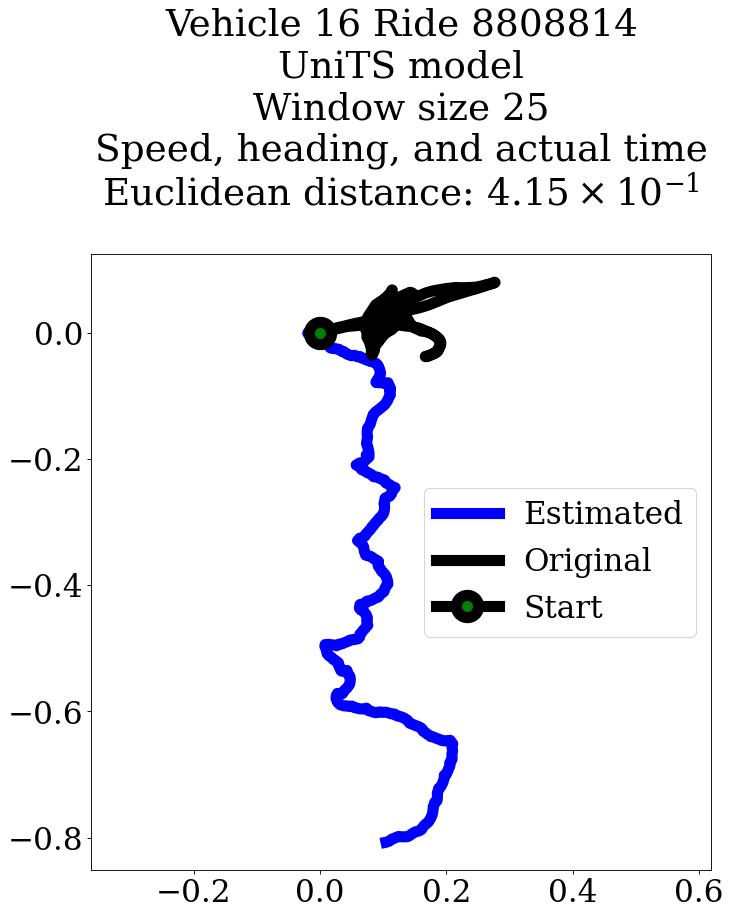 Vehicle 16 Ride 8808814
UniTS model
Window size 25
Speed, heading, and actual time
Euclidean distance: 4.15 × 10⁻¹
0.0
−0.2
−0.4
−0.6
−0.8
Estimated
Original
Start
−0.2 0.0 0.2 0.4 0.6